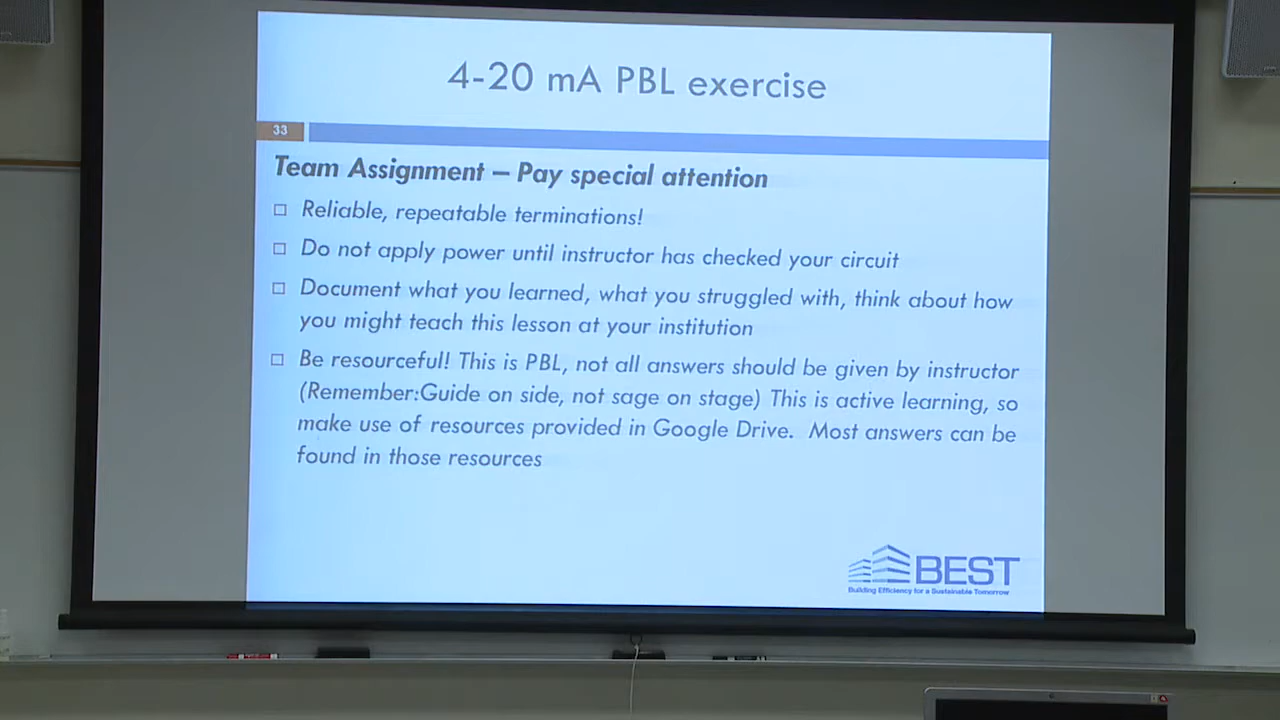 4-20 mA PBL exercise
33
Team Assignment – Pay special attention
Reliable, repeatable terminations!
Do not apply power until instructor has checked your circuit
Document what you learned, what you struggled with, think about how
you might teach this lesson at your institution
Be resourceful! This is PBL, not all answers should be given by instructor
(Remember:Guide on side, not sage on stage) This is active learning, so
make use of resources provided in Google Drive. Most answers can be
found in those resources
BEST
Building Efficiency for a Sustainable Tomorrow